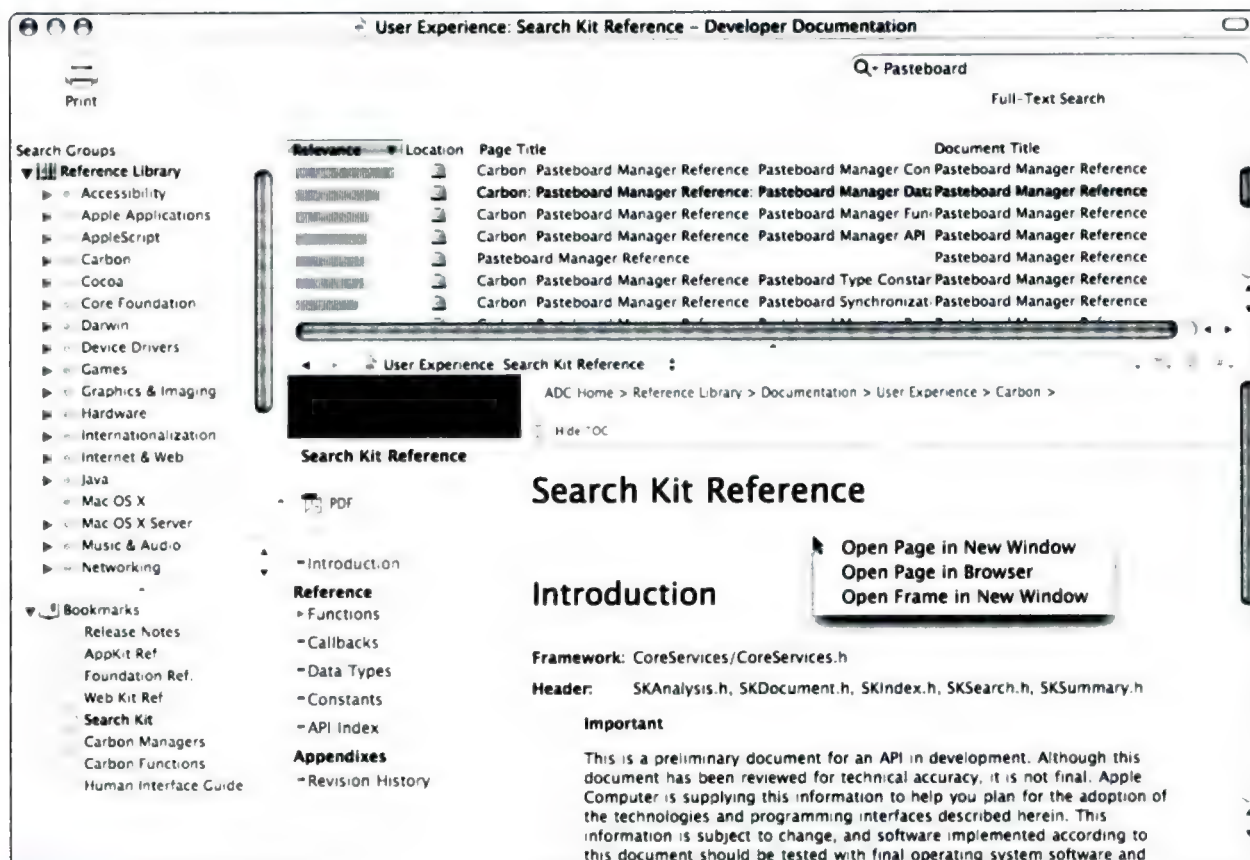 User Experience: Search Kit Reference – Developer Documentation
Pasteboard
Print
Full-Text Search
Search Groups
Reference Library
Accessibility
Apple Applications
AppleScript
Carbon
Cocoa
Core Foundation
Darwin
Device Drivers
Games
Graphics & Imaging
Hardware
Internationalization
Internet & Web
Java
Mac OS X
Mac OS X Server
Music & Audio
Networking
Bookmarks
Release Notes
AppKit Ref
Foundation Ref.
Web Kit Ref
Search Kit
Carbon Managers
Carbon Functions
Human Interface Guide
Relevance Location Page Title Document Title
Carbon Pasteboard Manager Reference Pasteboard Manager Con Pasteboard Manager Reference
Carbon: Pasteboard Manager Reference: Pasteboard Manager Data Pasteboard Manager Reference
Carbon Pasteboard Manager Reference Pasteboard Manager Fun Pasteboard Manager Reference
Carbon Pasteboard Manager Reference Pasteboard Manager API Pasteboard Manager Reference
Pasteboard Manager Reference Pasteboard Manager Reference
Carbon Pasteboard Manager Reference Pasteboard Type Constar Pasteboard Manager Reference
Carbon Pasteboard Manager Reference Pasteboard Synchronizat Pasteboard Manager Reference
User Experience Search Kit Reference
ADC Home > Reference Library > Documentation > User Experience > Carbon >
Hide TOC
Search Kit Reference
PDF
Introduction
Reference
Functions
Callbacks
Data Types
Constants
API Index
Appendixes
Revision History
Search Kit Reference
Open Page in New Window
Open Page in Browser
Open Frame in New Window
Introduction
Framework: CoreServices/CoreServices.h
Header: SKAnalysis.h, SKDocument.h, SKIndex.h, SKSearch.h, SKSummary.h
Important
This is a preliminary document for an API in development. Although this
document has been reviewed for technical accuracy, it is not final. Apple
Computer is supplying this information to help you plan for the adoption of
the technologies and programming interfaces described herein. This
information is subject to change, and software implemented according to
this document should be tested with final operating system software and